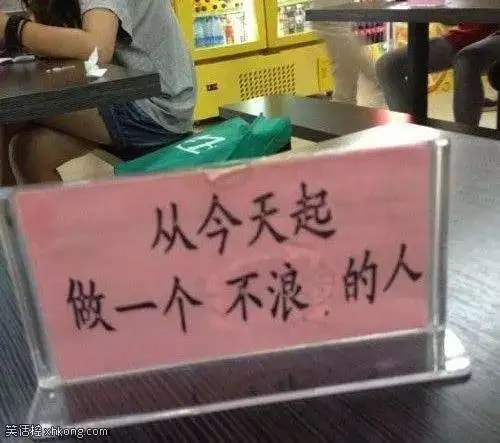 从今天起
做一个 不浪 的人
笑话控 xhkong.com